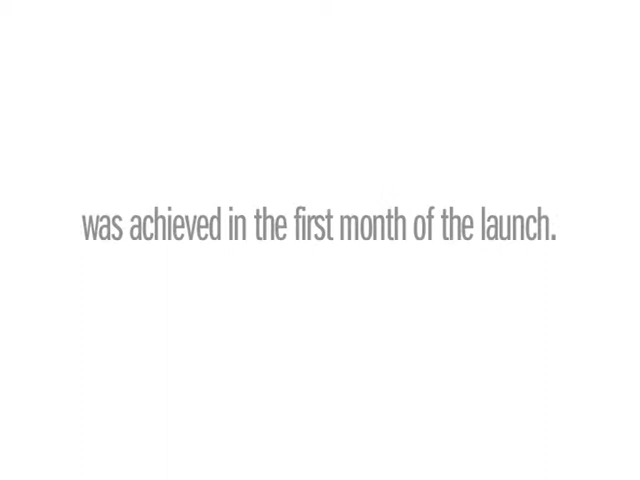 was achieved in the first month of the launch.